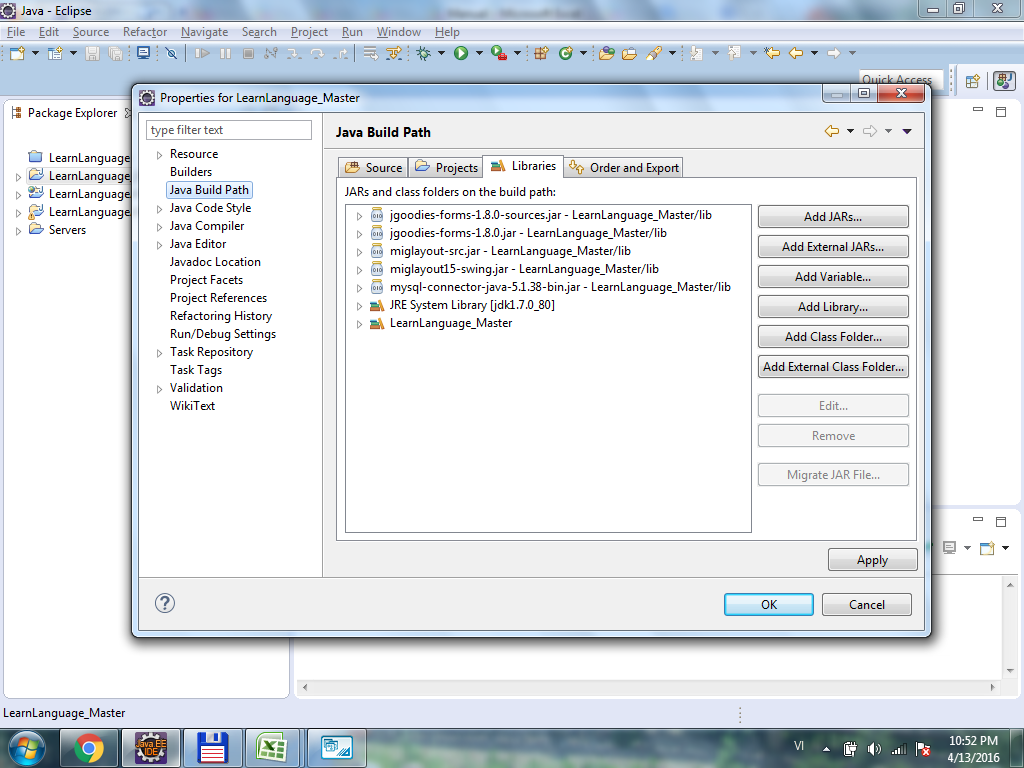 Java - Eclipse
File Edit Source Refactor Navigate Search Project Run Window Help
Quick Access
Package Explorer
LearnLanguage
LearnLanguage
LearnLanguage
LearnLanguage
Servers
Properties for LearnLanguage_Master
type filter text
Resource
Builders
Java Build Path
Java Code Style
Java Compiler
Java Editor
Javadoc Location
Project Facets
Project References
Refactoring History
Run/Debug Settings
Task Repository
Task Tags
Validation
WikiText
Java Build Path
Source Projects Libraries Order and Export
JARs and class folders on the build path:
jgoodies-forms-1.8.0-sources.jar - LearnLanguage_Master/lib
jgoodies-forms-1.8.0.jar - LearnLanguage_Master/lib
miglayout-src.jar - LearnLanguage_Master/lib
miglayout15-swing.jar - LearnLanguage_Master/lib
mysql-connector-java-5.1.38-bin.jar - LearnLanguage_Master/lib
JRE System Library [jdk1.7.0_80]
LearnLanguage_Master
Add JARs...
Add External JARs...
Add Variable...
Add Library...
Add Class Folder...
Add External Class Folder...
Edit...
Remove
Migrate JAR File...
Apply
OK Cancel
LearnLanguage_Master
Java EE
IDE
VI
10:52 PM
4/13/2016